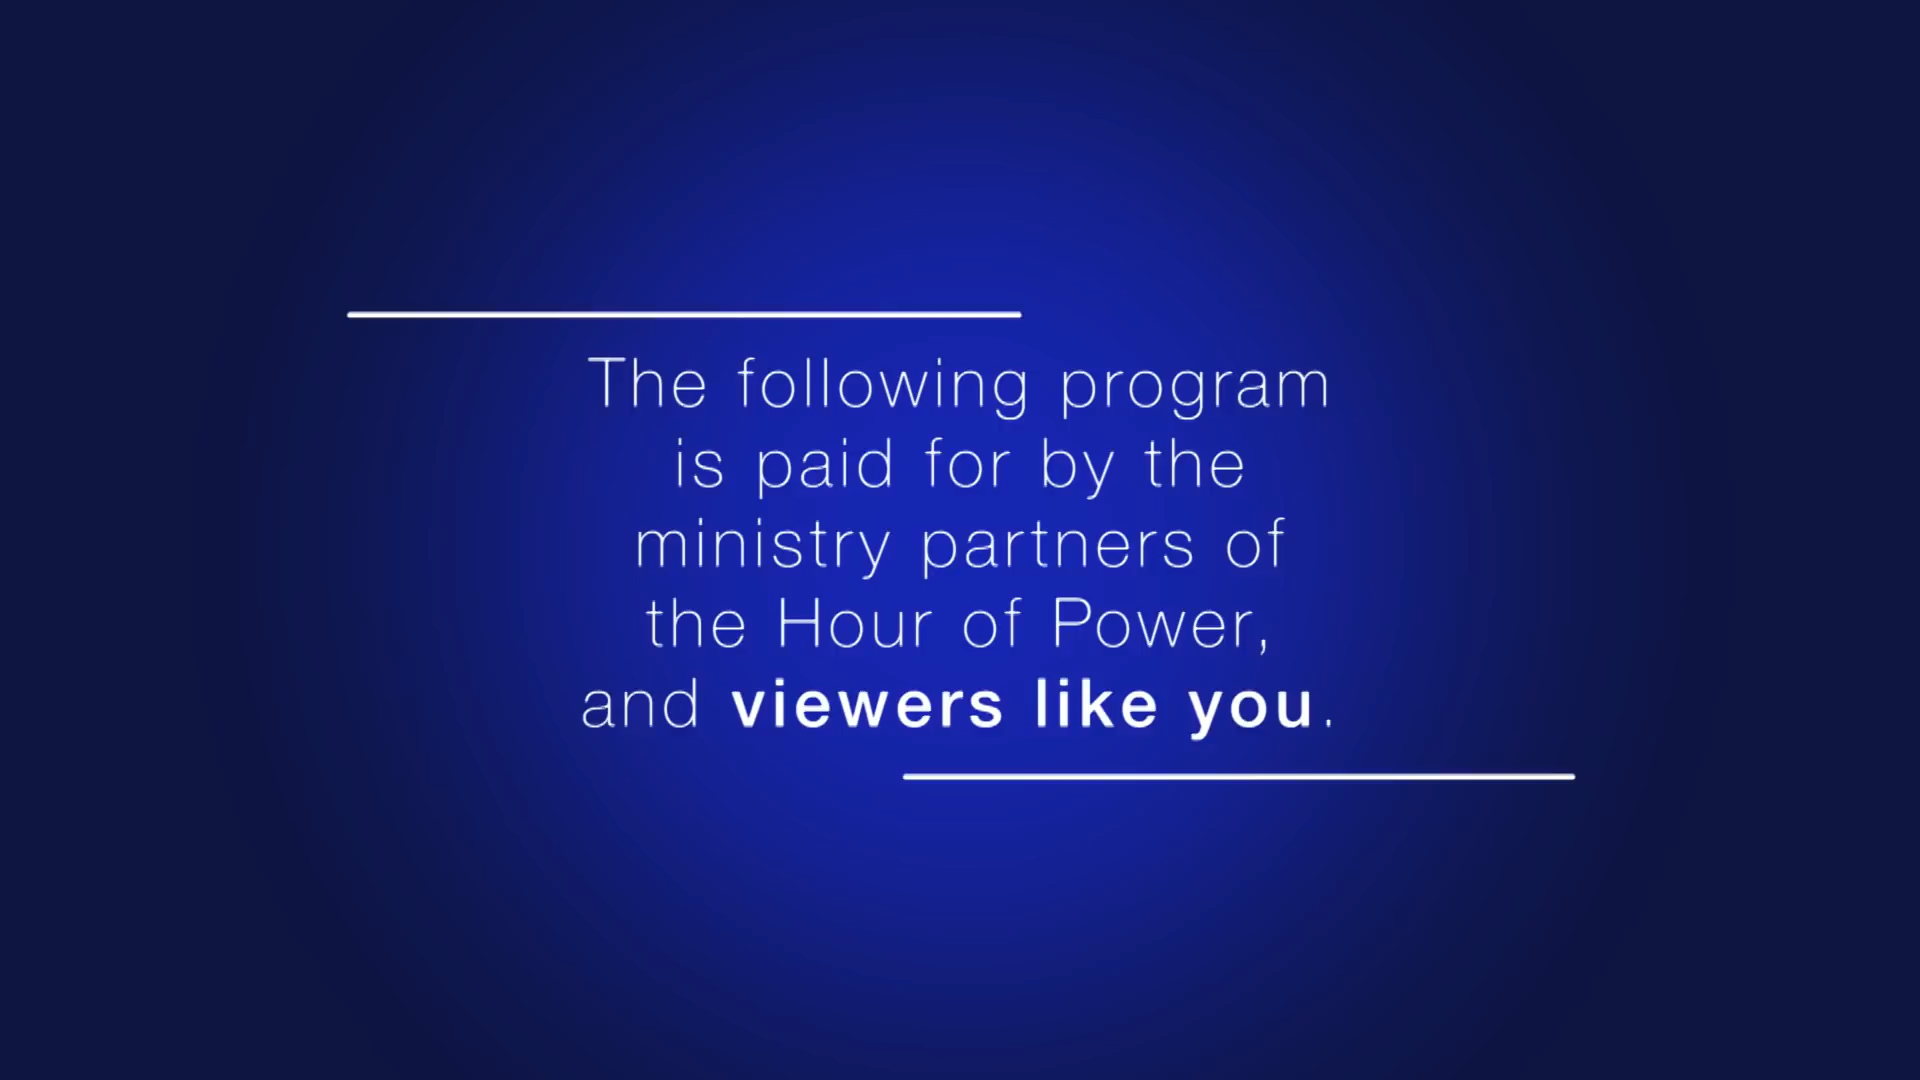 The following program
is paid for by the
ministry partners of
the Hour of Power,
and viewers like you.